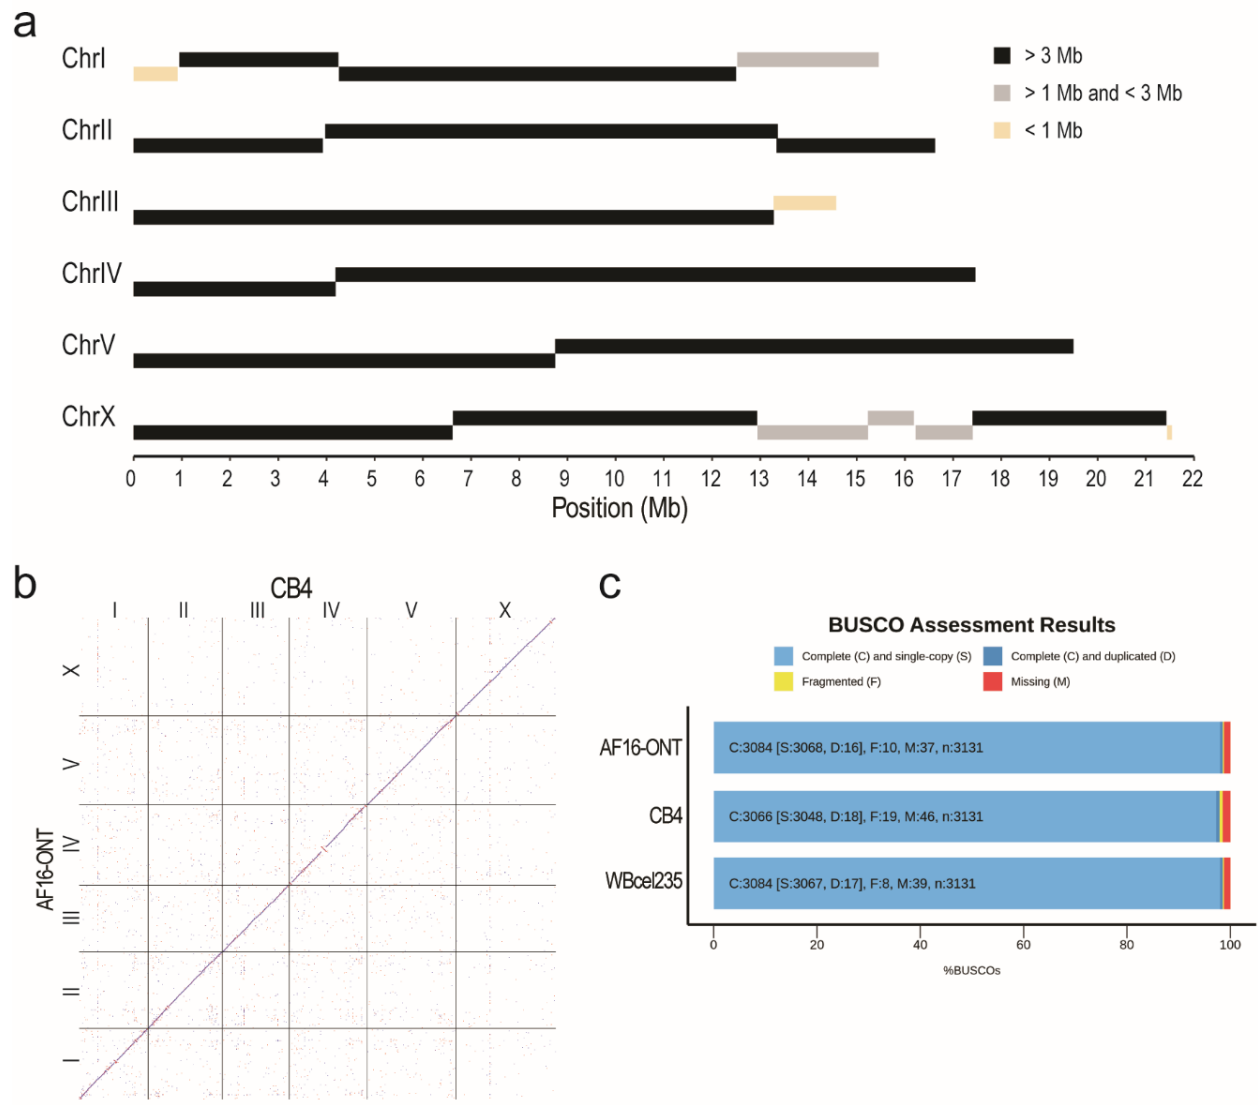 a
ChrI
ChrII
ChrIII
ChrIV
ChrV
ChrX
> 3 Mb
> 1 Mb and < 3 Mb
< 1 Mb
0 1 2 3 4 5 6 7 8 9 10 11 12 13 14 15 16 17 18 19 20 21 22
Position (Mb)
b
CB4
I II III IV V X
X
V
IV
III
II
I
AF16-ONT
c
BUSCO Assessment Results
Complete (C) and single-copy (S) Complete (C) and duplicated (D)
Fragmented (F) Missing (M)
AF16-ONT C:3084 [S:3068, D:16], F:10, M:37, n:3131
CB4 C:3066 [S:3048, D:18], F:19, M:46, n:3131
WBcel235 C:3084 [S:3067, D:17], F:8, M:39, n:3131
0 20 40 60 80 100
%BUSCOs